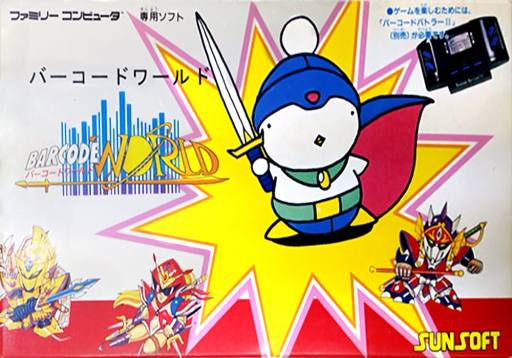 ファミリー コンピュータ 専用ソフト
●ゲームを楽しむためには、
「バーコードバトラーⅡ」
(別売)が必要です。
バーコードワールド
BARCODE WORLD
バーコードワールド
SUNSOFT